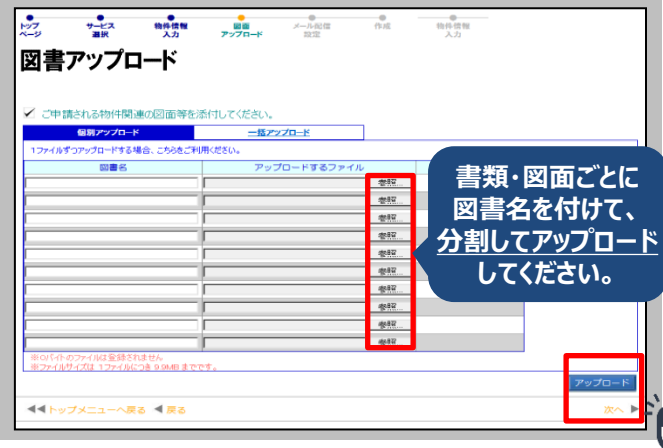 トップページ
サービス選択
物件情報入力
図面アップロード
メール配信設定
作成
物件情報入力
図書アップロード
ご申請される物件関連の図面等を添付してください。
個別アップロード
一括アップロード
1ファイルずつアップロードする場合、こちらをご利用ください。
図書名
アップロードするファイル
参照...
参照...
参照...
参照...
参照...
参照...
参照...
参照...
参照...
参照...
書類・図面ごとに
図書名を付けて、
分割してアップロード
してください。
※0バイトのファイルは登録されません
※ファイルサイズは 1ファイルにつき 9.9MB までです。
アップロード
◀◀トップメニューへ戻る ◀戻る
次へ ▶